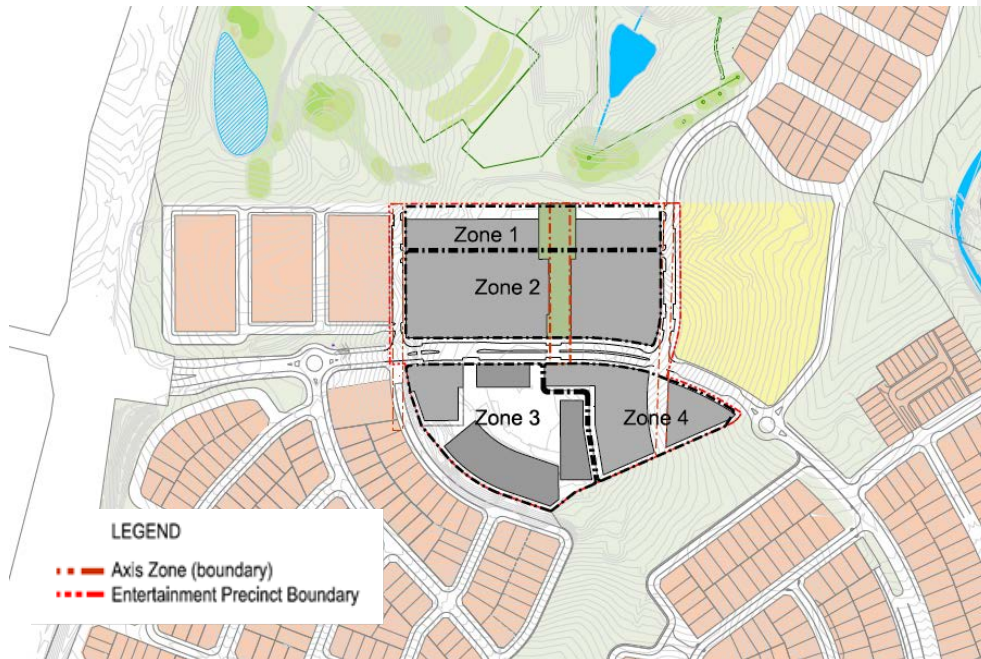 Zone 1
Zone 2
Zone 3
Zone 4
LEGEND
Axis Zone (boundary)
Entertainment Precinct Boundary